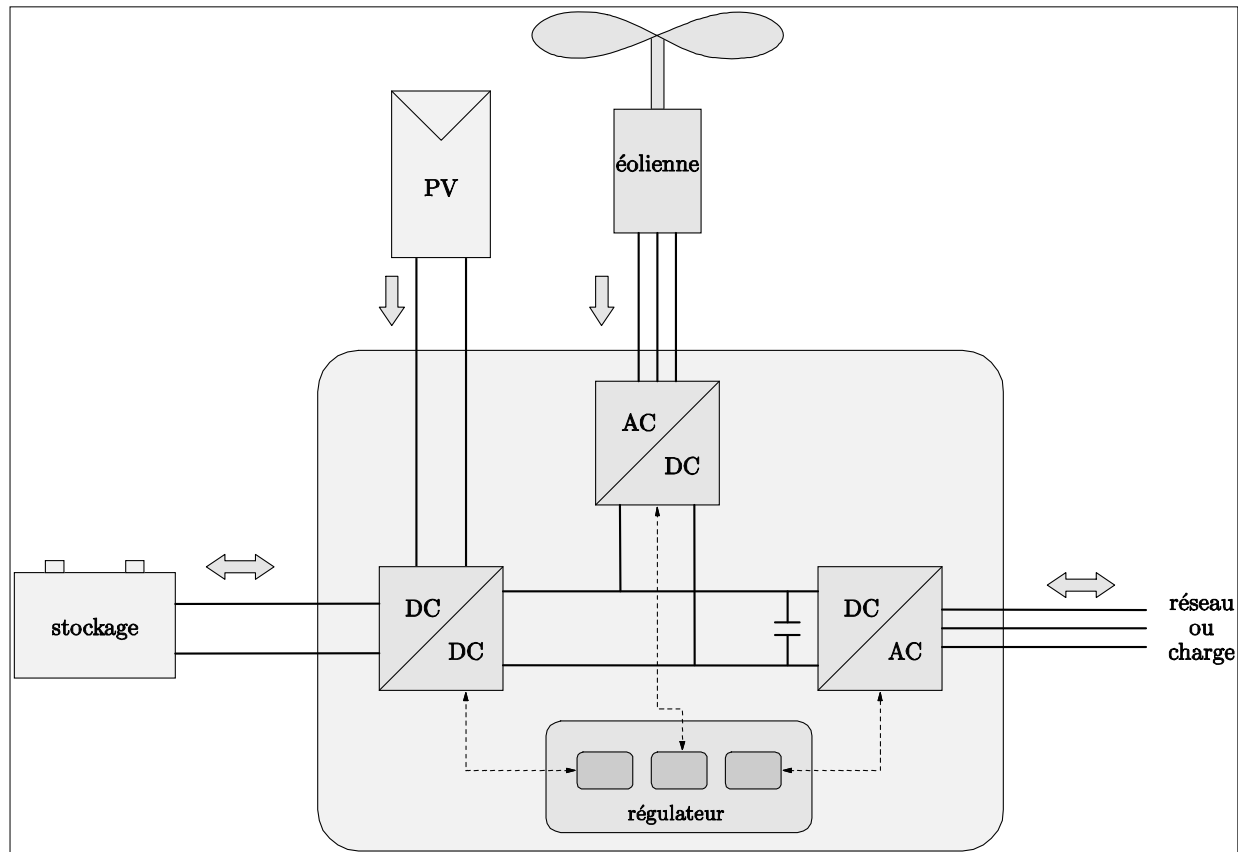 éolienne
PV
AC
DC
stockage
DC
DC
DC
AC
réseau
ou
charge
régulateur